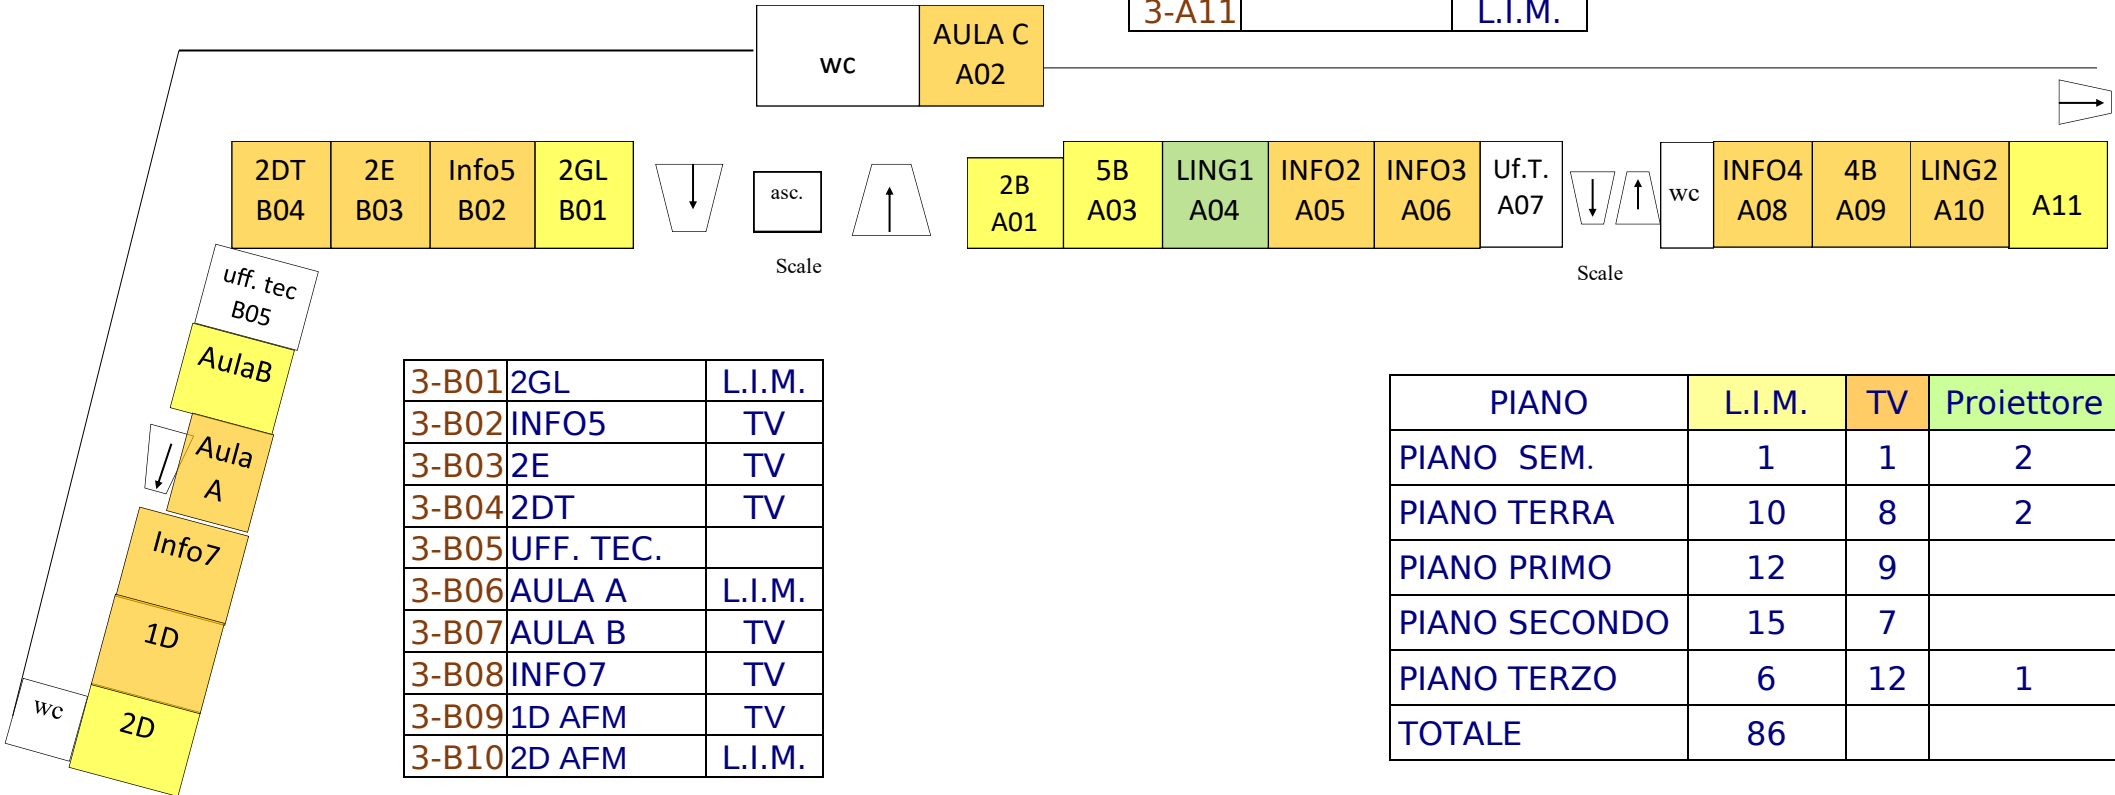 3-A11 L.I.M.
wc
AULA C
A02
2DT
B04
2E
B03
Info5
B02
2GL
B01
asc.
Scale
2B
A01
5B
A03
LING1
A04
INFO2
A05
INFO3
A06
Uf.T.
A07
Scale
wc
INFO4
A08
4B
A09
LING2
A10
A11
uff. tec
B05
AulaB
Aula
A
Info7
1D
2D
wc
3-B01 2GL L.I.M.
3-B02 INFO5 TV
3-B03 2E TV
3-B04 2DT TV
3-B05 UFF. TEC.
3-B06 AULA A L.I.M.
3-B07 AULA B TV
3-B08 INFO7 TV
3-B09 1D AFM TV
3-B10 2D AFM L.I.M.
PIANO L.I.M. TV Proiettore
PIANO SEM. 1 1 2
PIANO TERRA 10 8 2
PIANO PRIMO 12 9
PIANO SECONDO 15 7
PIANO TERZO 6 12 1
TOTALE 86